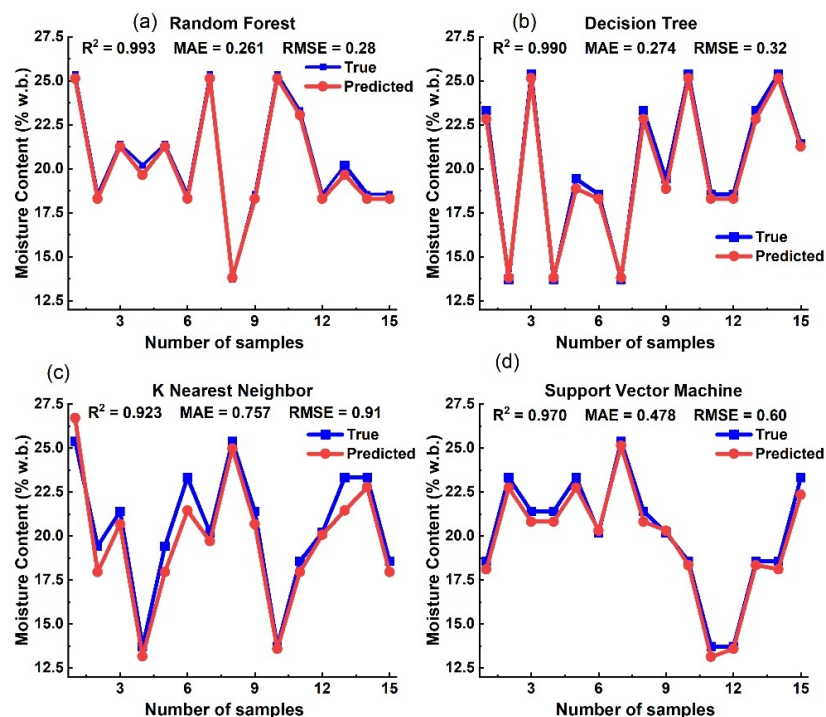 (a) Random Forest
R² = 0.993 MAE = 0.261 RMSE = 0.28
True
Predicted
27.5
25.0
22.5
20.0
17.5
15.0
12.5
Moisture Content (% w.b.)
3 6 9 12 15
Number of samples
(b) Decision Tree
R² = 0.990 MAE = 0.274 RMSE = 0.32
True
Predicted
27.5
25.0
22.5
20.0
17.5
15.0
12.5
Moisture Content (% w.b.)
3 6 9 12 15
Number of samples
(c) K Nearest Neighbor
R² = 0.923 MAE = 0.757 RMSE = 0.91
True
Predicted
27.5
25.0
22.5
20.0
17.5
15.0
12.5
Moisture Content (% w.b.)
3 6 9 12 15
Number of samples
(d)
Support Vector Machine
R² = 0.970 MAE = 0.478 RMSE = 0.60
True
Predicted
27.5
25.0
22.5
20.0
17.5
15.0
12.5
Moisture Content (% w.b.)
3 6 9 12 15
Number of samples